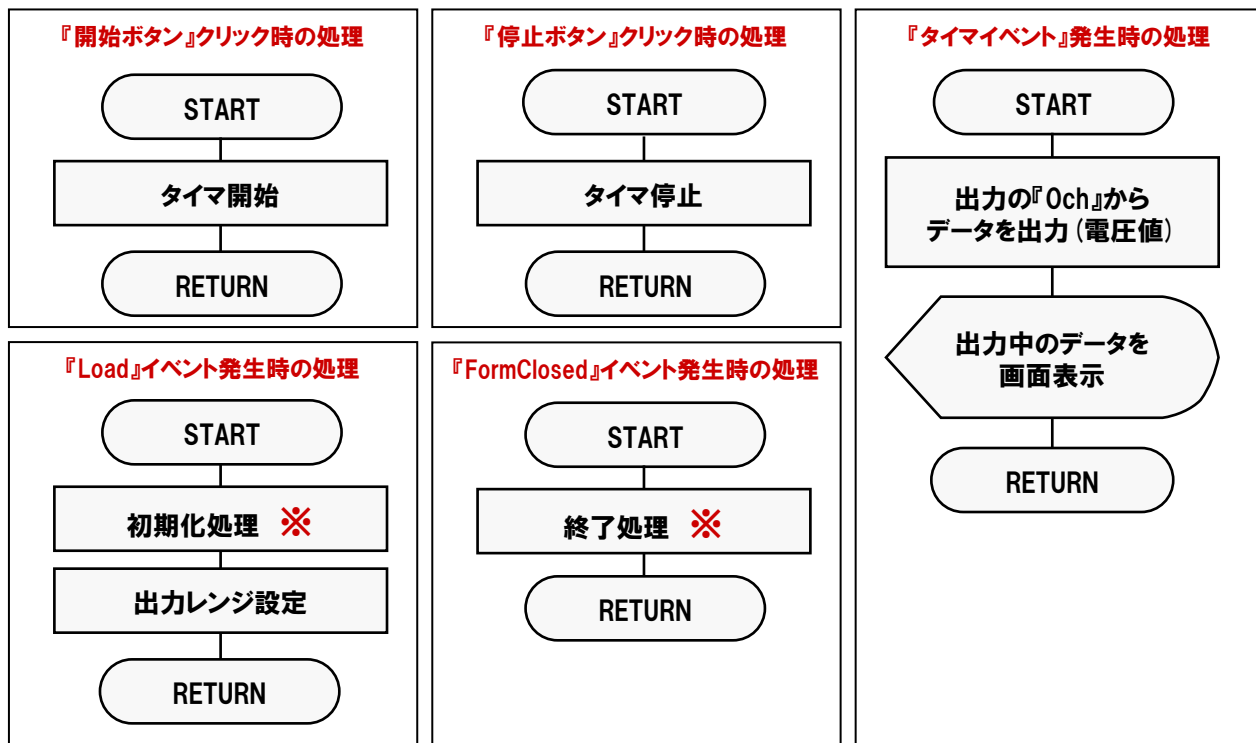 『開始ボタン』クリック時の処理
START
タイマ開始
RETURN
『停止ボタン』クリック時の処理
START
タイマ停止
RETURN
『タイマイベント』発生時の処理
START
出力の『0ch』から
データを出力(電圧値)
出力中のデータを
画面表示
RETURN
『Load』イベント発生時の処理
START
初期化処理 ※
出力レンジ設定
RETURN
『FormClosed』イベント発生時の処理
START
終了処理 ※
RETURN